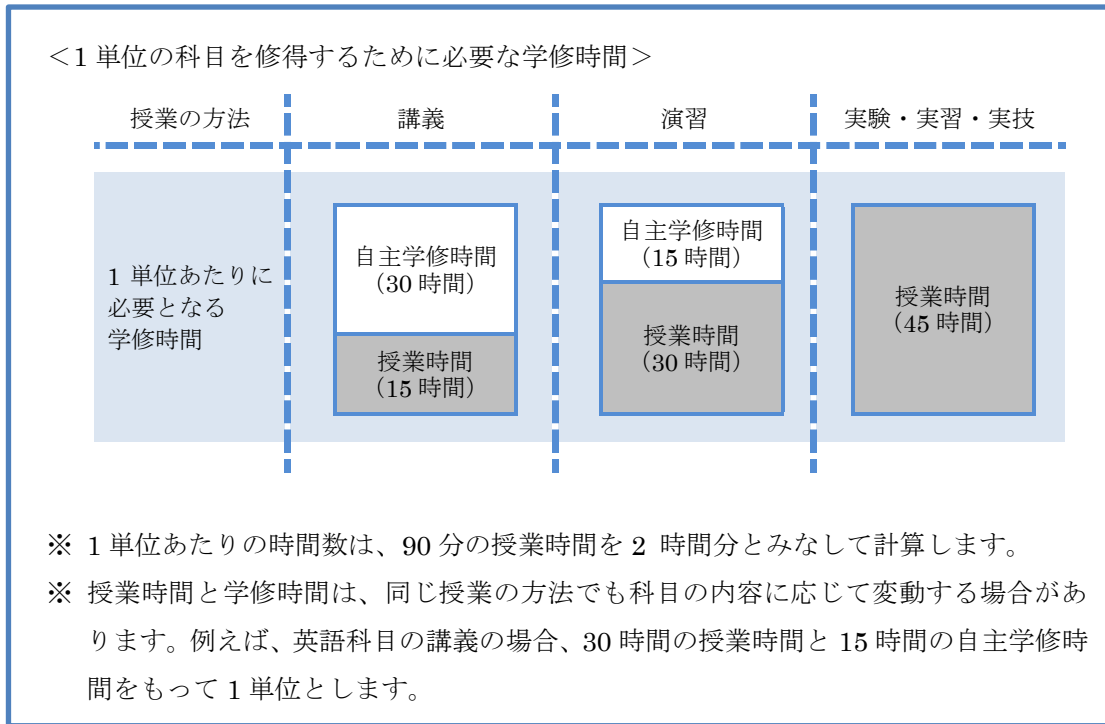 ＜1 単位の科目を修得するために必要な学修時間＞
授業の方法
講義
演習
実験・実習・実技
1 単位あたりに
必要となる
学修時間
自主学修時間
（30 時間）
授業時間
（15 時間）
自主学修時間
（15 時間）
授業時間
（30 時間）
授業時間
（45 時間）
※ 1 単位あたりの時間数は、90 分の授業時間を 2 時間分とみなして計算します。
※ 授業時間と学修時間は、同じ授業の方法でも科目の内容に応じて変動する場合があ
ります。例えば、英語科目の講義の場合、30 時間の授業時間と 15 時間の自主学修時
間をもって 1 単位とします。